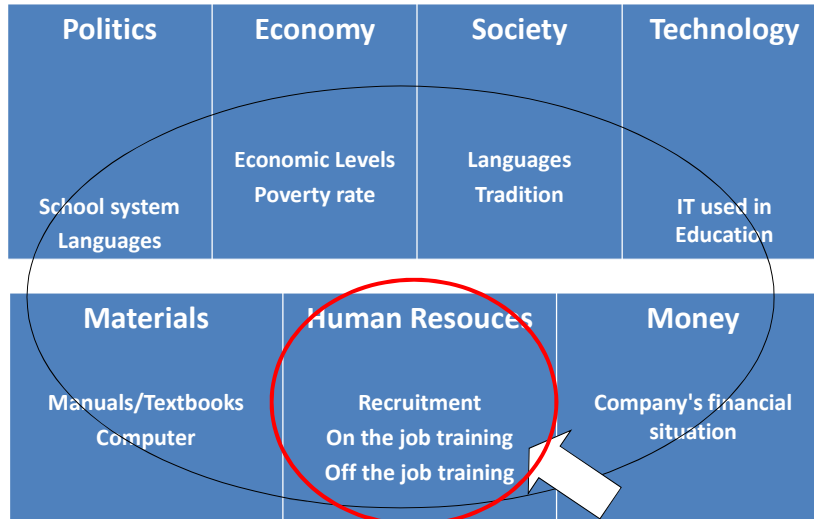 Politics
Economy
Society
Technology
Economic Levels
Poverty rate
Languages
Tradition
School system
Languages
IT used in
Education
Materials
Human Resouces
Money
Manuals/Textbooks
Computer
Recruitment
On the job training
Off the job training
Company's financial
situation